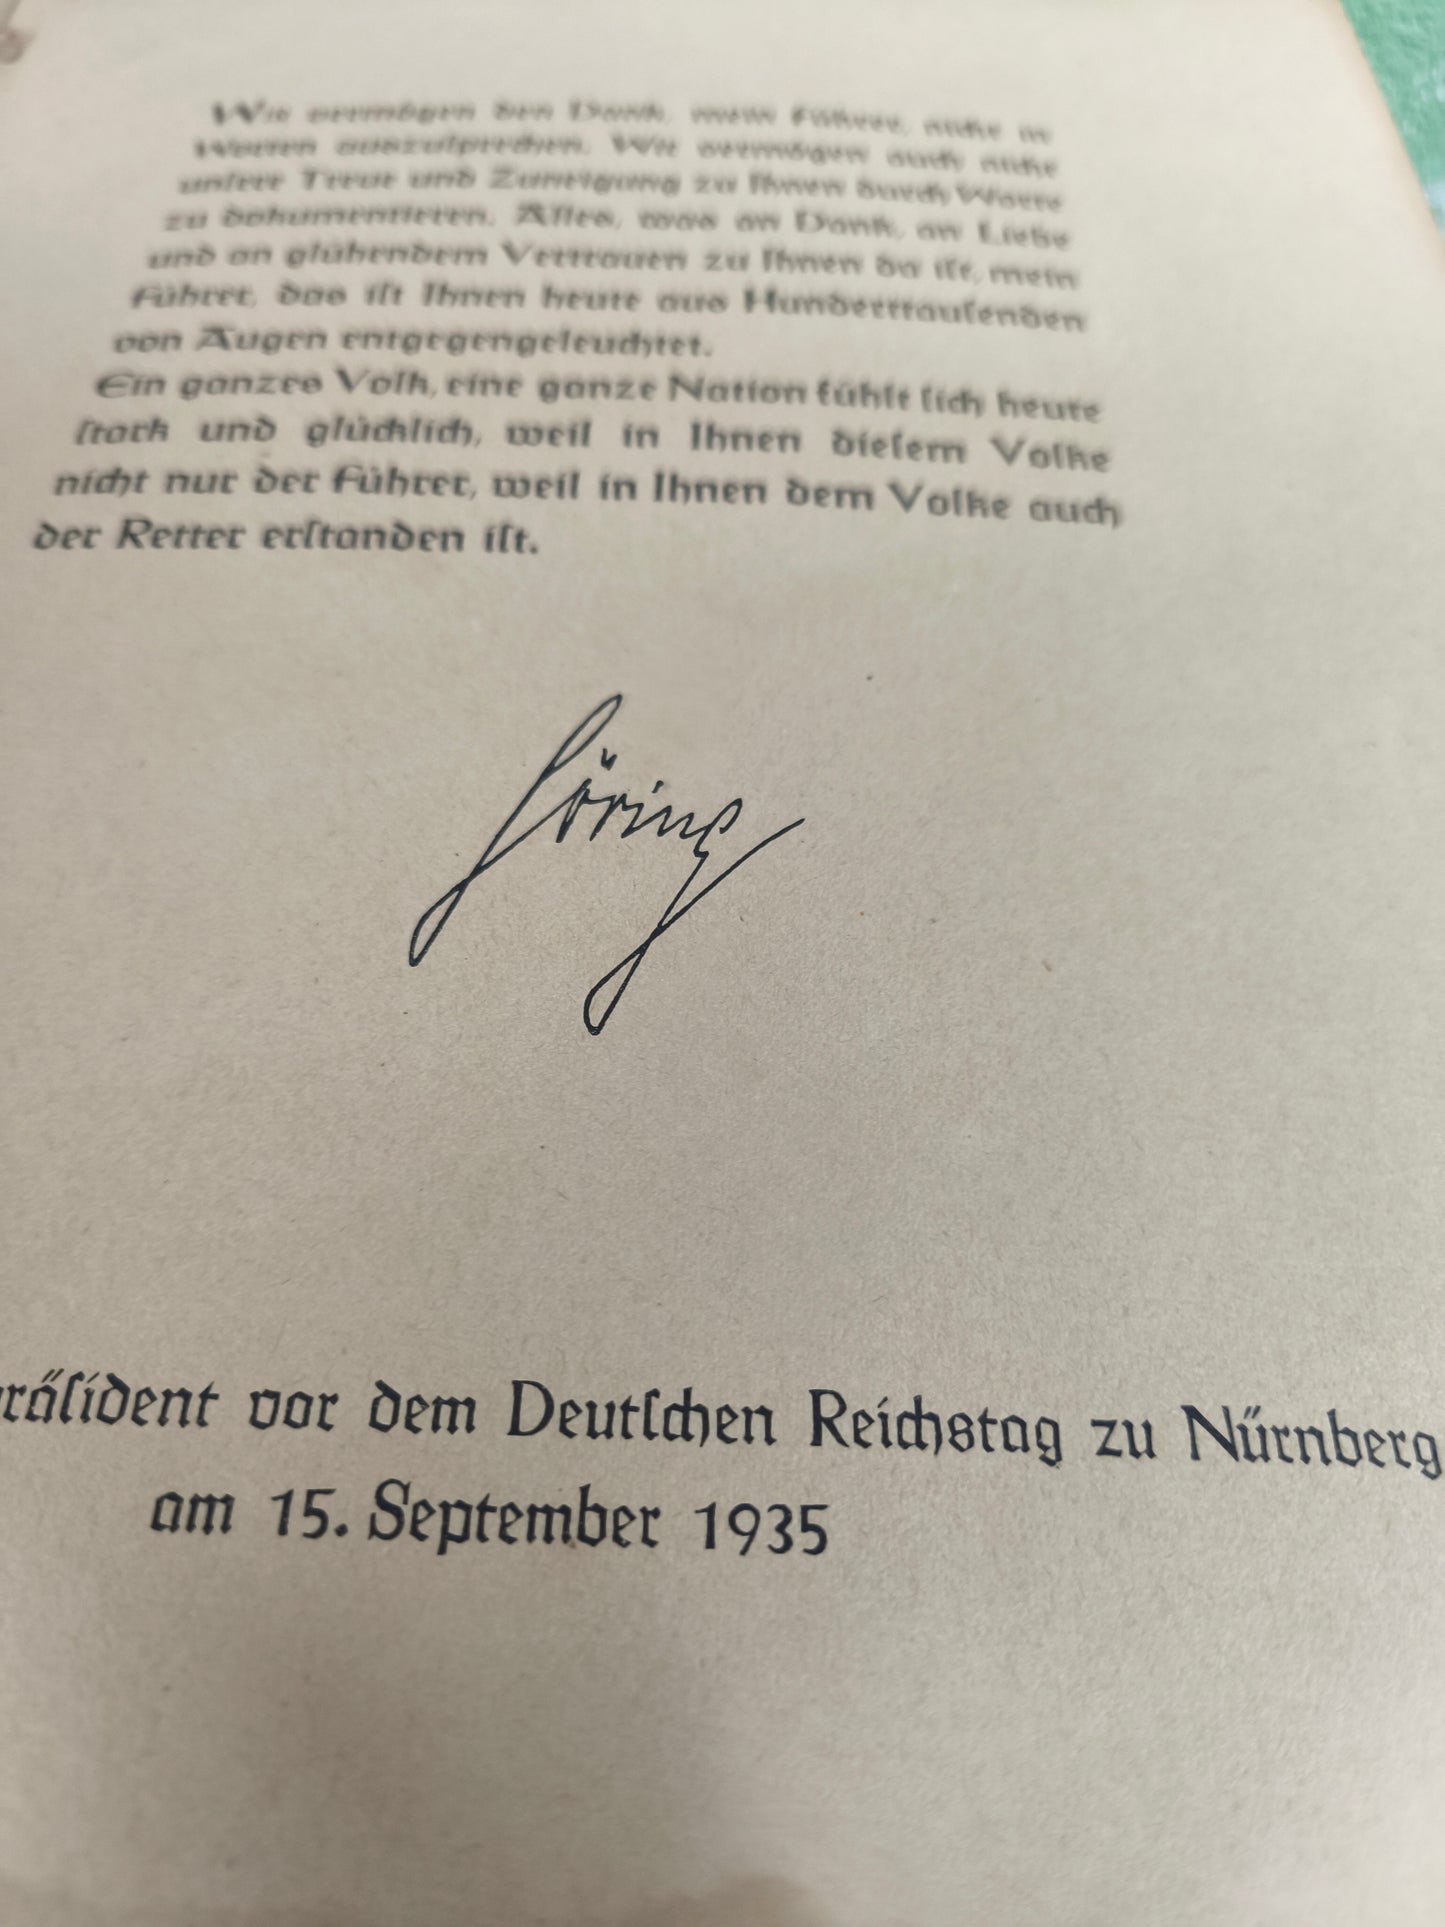 Wir vermögen den Dank, mein Führer, nicht in
Worten auszusprechen. Wir vermögen auch nicht
unsere Treue und Zuneigung zu Ihnen durch Worte
zu dokumentieren. Alles, was an Dank, an Liebe
und an glühendem Vertrauen zu Ihnen da ist, mein
Führer, das ist Ihnen heute aus Hunderttausenden
von Augen entgegengeleuchtet.
Ein ganzes Volk, eine ganze Nation fühlt sich heute
stark und glücklich, weil in Ihnen diesem Volke
nicht nur der Führer, weil in Ihnen dem Volke auch
der Retter erstanden ist.
Göring
präsident vor dem Deutschen Reichstag zu Nürnberg
am 15. September 1935